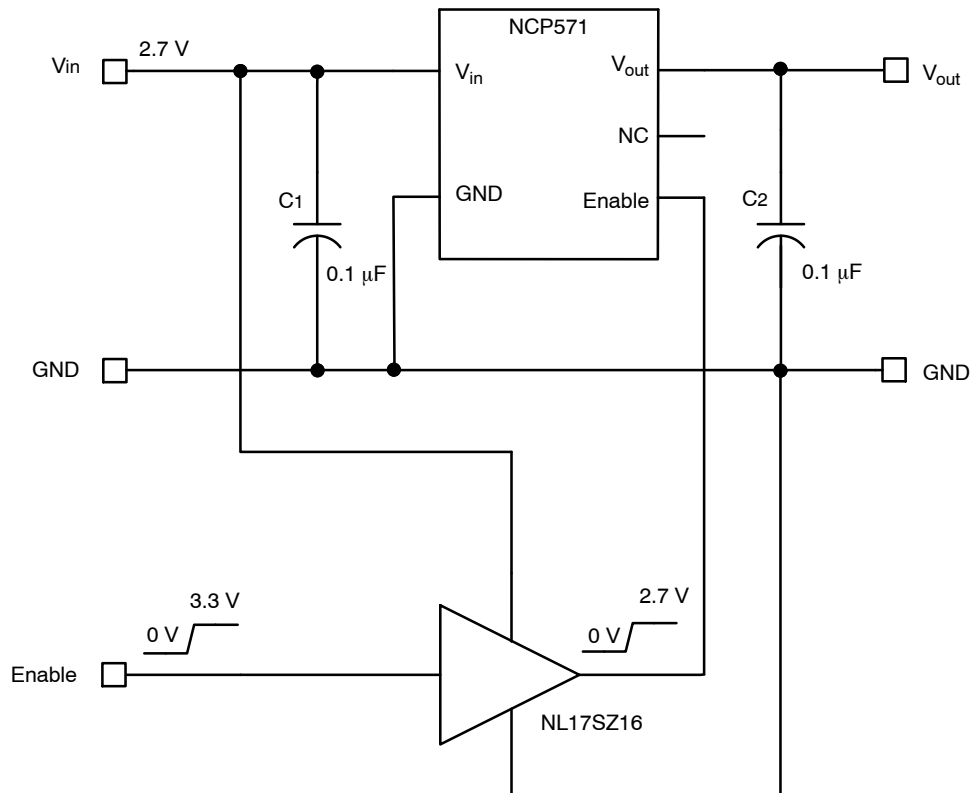 NCP571
2.7 V
Vin
Vin
Vout
Vout
NC
GND
Enable
C1
0.1 μF
C2
0.1 μF
GND
GND
3.3 V
0 V
2.7 V
0 V
Enable
NL17SZ16